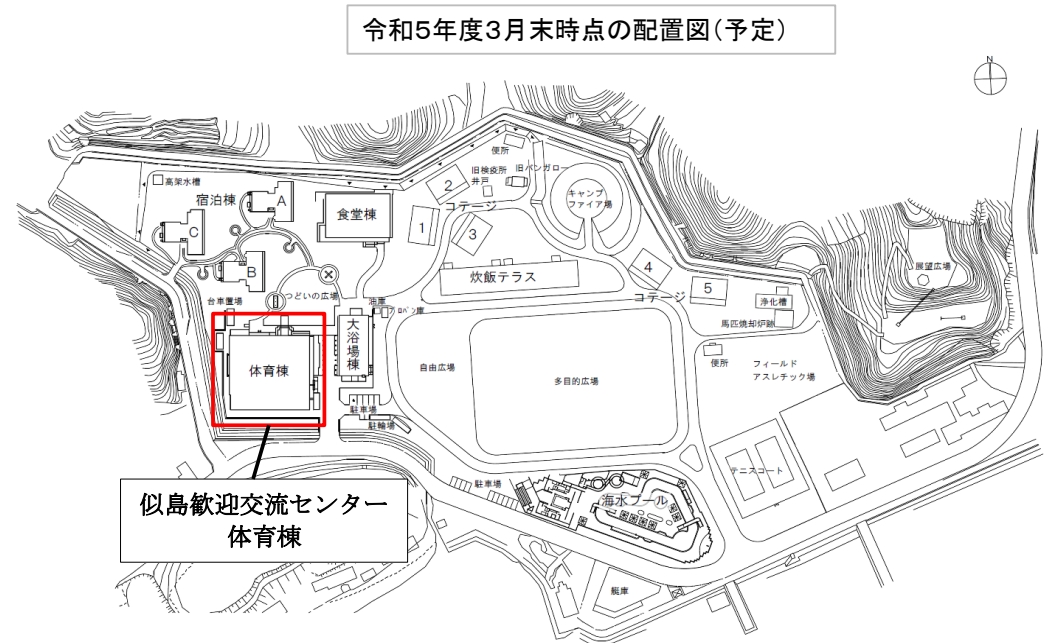 令和5年度3月末時点の配置図(予定)
N
便所
高架水槽
宿泊棟
A
食堂棟
2
旧検疫所
井戸
旧バンガロー
キャンプ
ファイア場
コテージ
C
1
3
B
炊飯テラス
4
展望広場
台車置場
つどいの広場
油庫
プロパン庫
コテージ
5
浄化槽
馬匹焼却炉跡
大浴場棟
体育棟
自由広場
多目的広場
便所
フィールド
アスレチック場
駐車場
駐輪場
テニスコート
駐車場
海水プール
似島歓迎交流センター
体育棟
艇庫